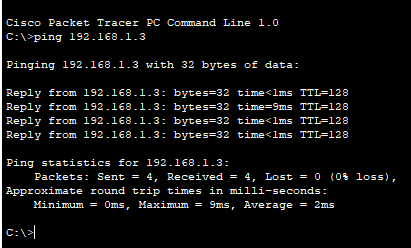 Cisco Packet Tracer PC Command Line 1.0
C:\>ping 192.168.1.3
Pinging 192.168.1.3 with 32 bytes of data:
Reply from 192.168.1.3: bytes=32 time<1ms TTL=128
Reply from 192.168.1.3: bytes=32 time=9ms TTL=128
Reply from 192.168.1.3: bytes=32 time<1ms TTL=128
Reply from 192.168.1.3: bytes=32 time<1ms TTL=128
Ping statistics for 192.168.1.3:
Packets: Sent = 4, Received = 4, Lost = 0 (0% loss),
Approximate round trip times in milli-seconds:
Minimum = 0ms, Maximum = 9ms, Average = 2ms
C:\>